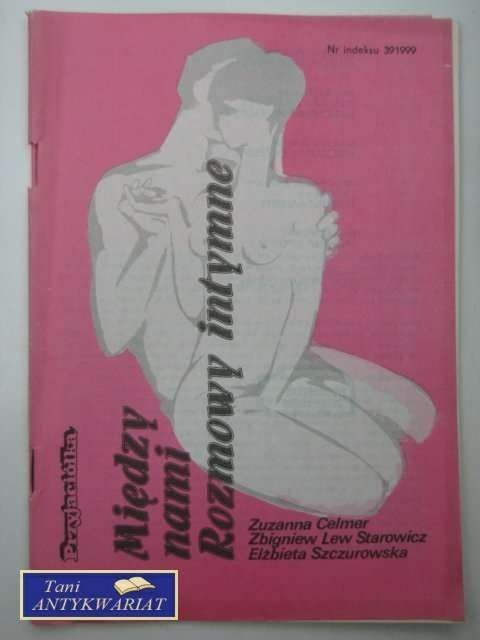 Nr indeksu 391999
Przyjaciółka
Między
nami
Rozmowy intymne
Zuzanna Celmer
Zbigniew Lew Starowicz
Elżbieta Szczurowska
Tani
ANTYKWARIAT